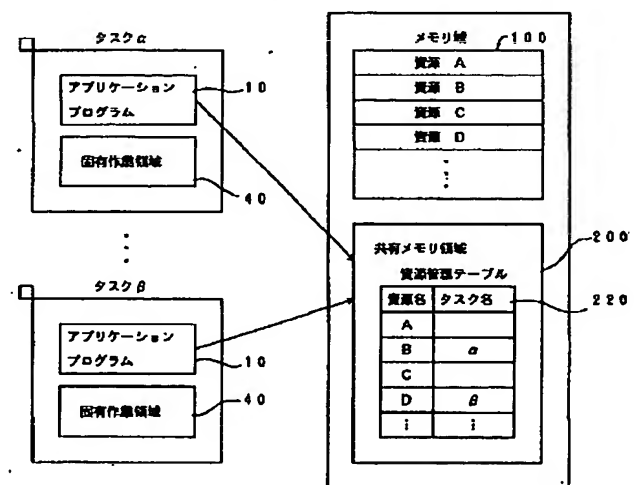 タスクα
アプリケーション
プログラム
10
固有作業領域
40
タスクβ
アプリケーション
プログラム
10
固有作業領域
40
メモリ域
100
資源 A
資源 B
資源 C
資源 D
共有メモリ領域
200
資源管理テーブル
220
資源名 タスク名
A
B α
C
D β